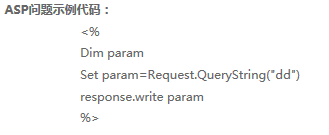 ASP问题示例代码：
<%
Dim param
Set param=Request.QueryString("dd")
response.write param
%>